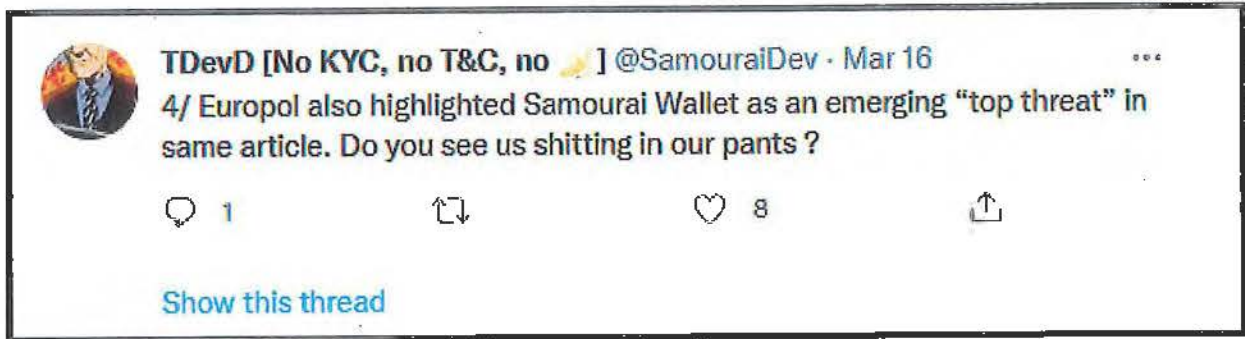 TDevD [No KYC, no T&C, no 🍌] @SamouraiDev · Mar 16
4/ Europol also highlighted Samourai Wallet as an emerging “top threat” in
same article. Do you see us shitting in our pants ?
1
8
Show this thread